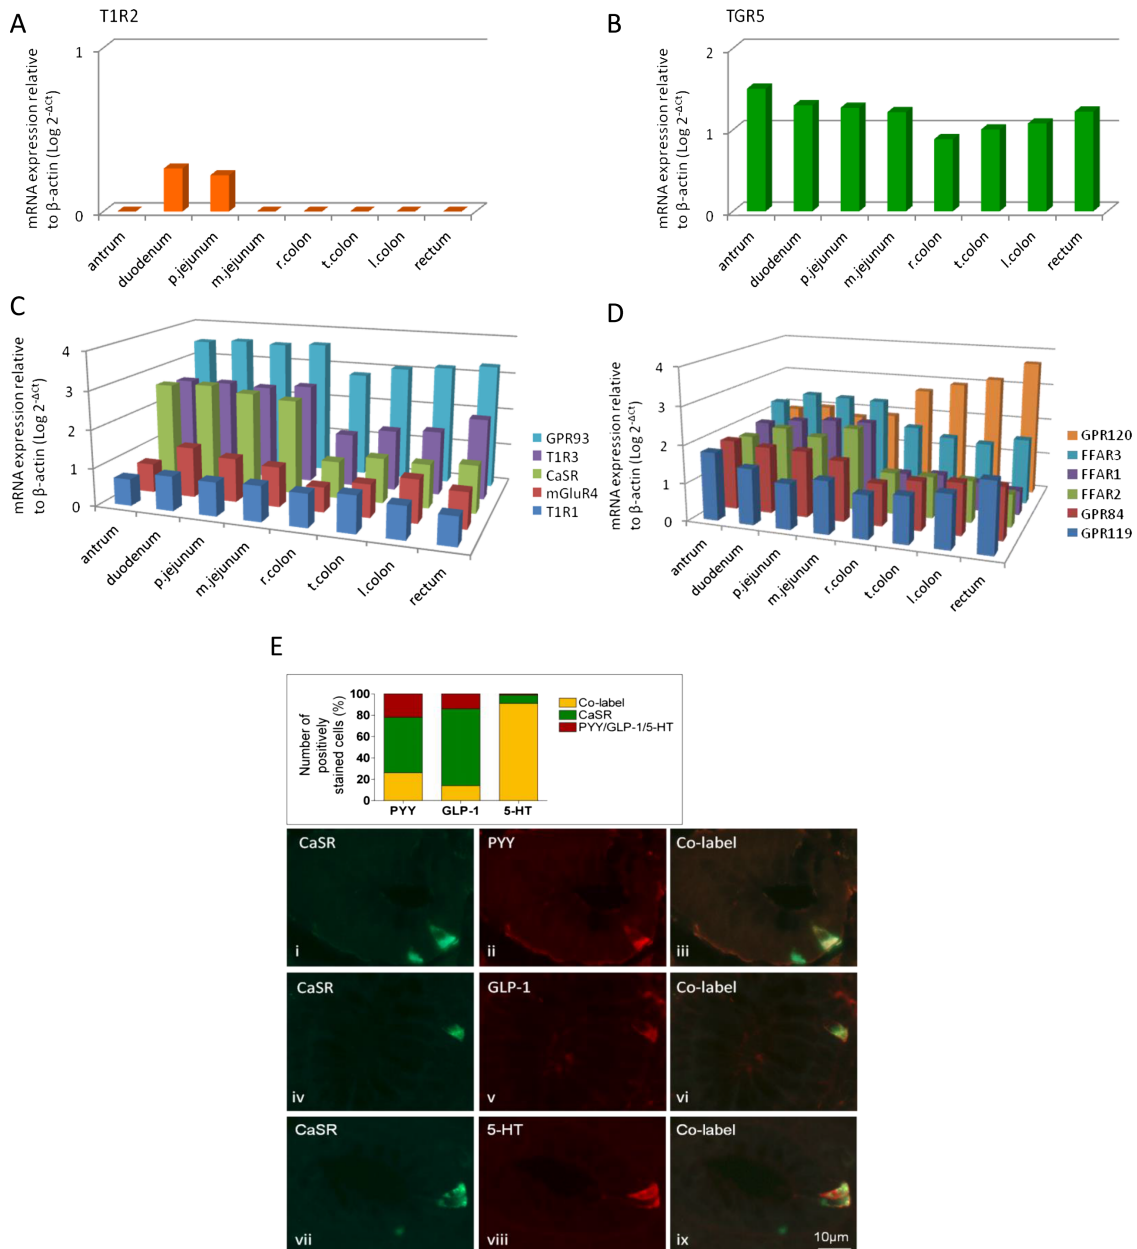 A
T1R2
mRNA expression relative
to β-actin (Log 2-ΔCt)
1
0
antrum
duodenum
p.jejunum
m.jejunum
r.colon
t.colon
l.colon
rectum
B
TGR5
mRNA expression relative
to β-actin (Log 2-ΔCt)
2
1
0
antrum
duodenum
p.jejunum
m.jejunum
r.colon
t.colon
l.colon
rectum
C
mRNA expression relative
to β-actin (Log 2-ΔCt)
4
3
2
1
0
antrum
duodenum
p.jejunum
m.jejunum
r.colon
t.colon
l.colon
rectum
GPR93
T1R3
CaSR
mGluR4
T1R1
D
mRNA expression relative
to β-actin (Log 2-ΔCt)
4
3
2
1
0
antrum
duodenum
p.jejunum
m.jejunum
r.colon
t.colon
l.colon
rectum
GPR120
FFAR3
FFAR1
FFAR2
GPR84
GPR119
E
Number of
positively
stained cells (%)
100
80
60
40
20
0
PYY GLP-1 5-HT
Co-label
CaSR
PYY/GLP-1/5-HT
CaSR PYY Co-label
i ii iii
CaSR GLP-1 Co-label
iv v vi
CaSR 5-HT Co-label
vii viii ix
10μm